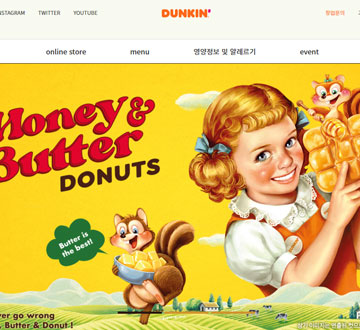 INSTAGRAM TWITTER YOUTUBE DUNKIN' 창업문의
online store menu 영양정보 및 알레르기 event
Honey &
Butter
DONUTS
Butter is
the best!
ver go wrong
, Butter & Donut !